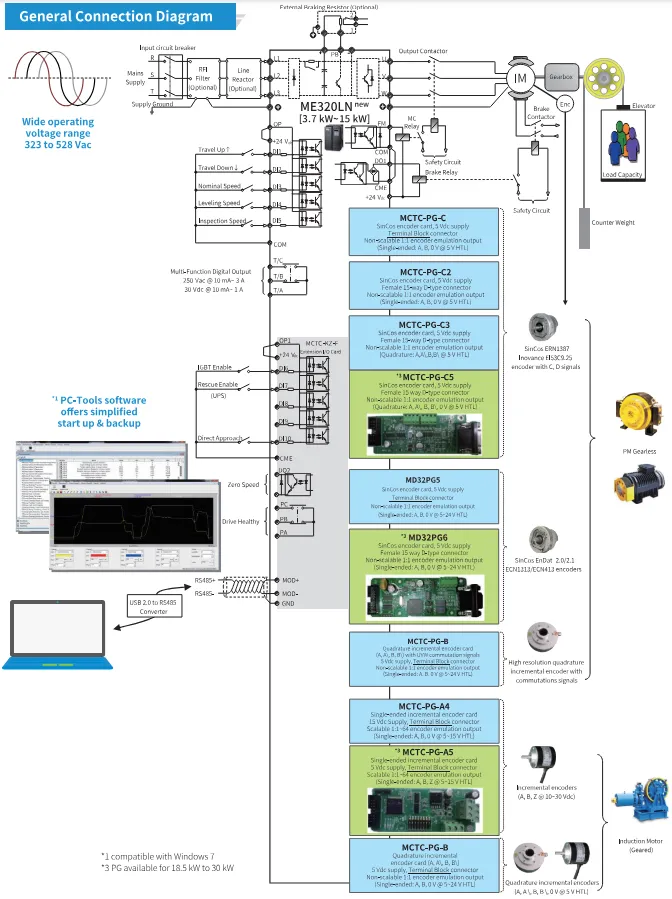 General Connection Diagram
External Braking Resistor (Optional)
Input circuit breaker
Output Contactor
R
S
T
Mains
Supply
Supply Ground
RFI
Filter
(Optional)
Line
Reactor
(Optional)
L1
L2
L3
PB
U
V
W
IM
Gearbox
Enc
Brake
Contactor
Elevator
Load Capacity
Counter Weight
ME320LN new
[3.7 kW~15 kW]
Wide operating
voltage range
323 to 528 Vac
OP
+24 V
Travel Up ↑
DI1
Travel Down ↓
DI2
Nominal Speed
DI3
Leveling Speed
DI4
Inspection Speed
DI5
COM
FM
COM
DO1
CME
+24 V
MC
Relay
Safety Circuit
Brake Relay
Safety Circuit
T/C
T/B
T/A
Multi-Function Digital Output
250 Vac @ 10 mA~ 3 A
30 Vdc @ 10 mA~ 1 A
MCTC-PG-C
SinCos encoder card, 5 Vdc supply
Terminal Block connector
Non-scalable 1:1 encoder emulation output
(Single-ended: A, B, 0 V @ 5 V HTL)
MCTC-PG-C2
SinCos encoder card, 5 Vdc supply
Female 15-way D-type connector
Non-scalable 1:1 encoder emulation output
(Single-ended: A, B, 0 V @ 5 V HTL)
MCTC-PG-C3
SinCos encoder card, 5 Vdc supply
Female 15-way D-type connector
Non-scalable 1:1 encoder emulation output
(Quadruture: A,A\,B,B\ @ 5 V HTL)
*3 MCTC-PG-C5
SinCos encoder card, 5 Vdc supply
Female 15-way D-type connector
Non-scalable 1:1 encoder emulation output
(Quadruture: A, A\, B, B\, 0 V @ 5 V HTL)
SinCos ERN1387
Inovance EI53C9.25
encoder with C, D signals
OP1
+24 V
MCTC-KZ-F
Extension I/O Card
IGBT Enable
DI6
Rescue Enable
(UPS)
DI7
DI8
DI9
Direct Approach
DI10
CME
DO2
Zero Speed
PC
PB
PA
Drive Healthy
*1 PC-Tools software
offers simplified
start up & backup
PM Gearless
MD32PG5
SinCos encoder card, 5 Vdc supply
Terminal Block connector
Non-scalable 1:1 encoder emulation output
(Single-ended: A, B, 0 V @ 5~24 V HTL)
*3 MD32PG6
SinCos encoder card, 5 Vdc supply
Female 15 way D-type connector
Non-scalable 1:1 encoder emulation output
(Single-ended: A, B, 0 V @ 5~24 V HTL)
SinCos EnDat 2.0/2.1
ECN1313/ECN413 encoders
RS485+
RS485-
MOD+
MOD-
GND
USB 2.0 to RS485
Converter
MCTC-PG-B
Quadrature incremental encoder card
(A, A\, B, B\) with UVW commutation signals
5 Vdc supply, Terminal Block connector
Non-scalable 1:1 encoder emulation output
(Single-ended: A, B, 0 V @ 5~24 V HTL)
High resolution quadrature
incremental encoder with
commutations signals
MCTC-PG-A4
Single-ended incremental encoder card
15 Vdc Supply, Terminal Block connector
Scalable 1:1~64 encoder emulation output
(Single-ended: A, B, 0 V @ 5~15 V HTL)
*3 MCTC-PG-A5
Single-ended incremental encoder card
5 Vdc supply, Terminal Block connector
Scalable 1:1~64 encoder emulation output
(Single-ended: A, B, Z @ 5~15 V HTL)
Incremental encoders
(A, B, Z @ 10~30 Vdc)
Induction Motor
(Geared)
MCTC-PG-B
Quadrature incremental
encoder card (A, A\, B, B\)
5 Vdc supply, Terminal Block connector
Non-scalable 1:1 encoder emulation output
(Single-ended: A, B, 0 V @ 5~24 V HTL)
Quadrature incremental encoders
(A, A \, B, B \, 0 V @ 5 V HTL)
*1 compatible with Windows 7
*3 PG available for 18.5 kW to 30 kW